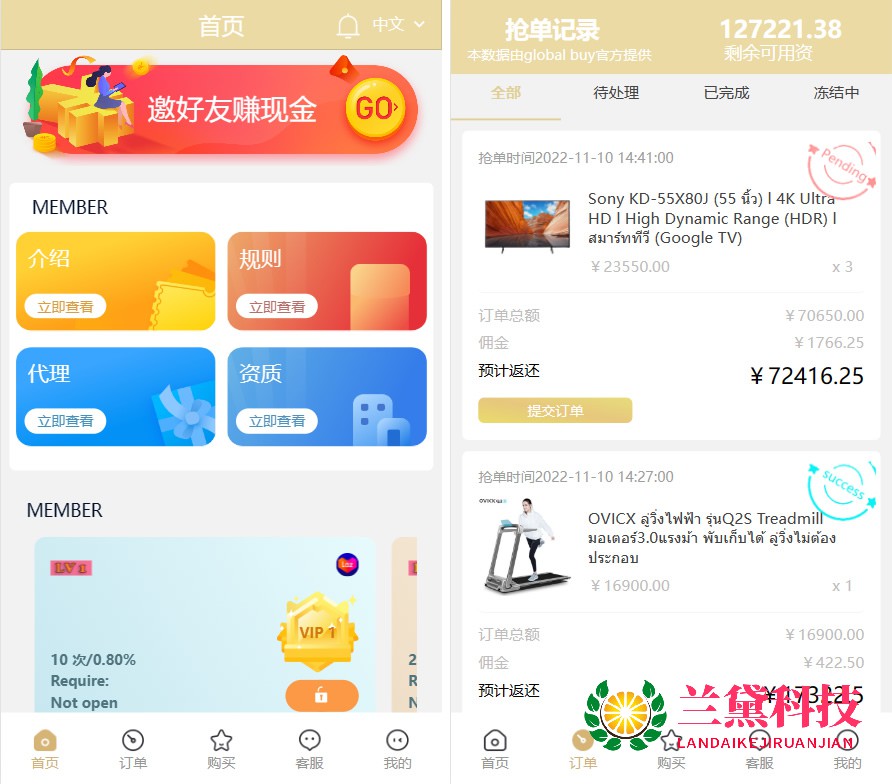 首页
中文
邀好友赚现金
GO
MEMBER
介绍
立即查看
规则
立即查看
代理
立即查看
资质
立即查看
MEMBER
LV 1
VIP 1
10 次/0.80%
Require:
Not open
2
R
N
首页
订单
购买
客服
我的
抢单记录
127221.38
本数据由global buy官方提供
剩余可用资
全部
待处理
已完成
冻结中
抢单时间2022-11-10 14:41:00
Pending
Sony KD-55X80J (55 นิ้ว) l 4K Ultra
HD l High Dynamic Range (HDR) l
สมาร์ททีวี (Google TV)
￥23550.00
x 3
订单总额
￥70650.00
佣金
￥1766.25
预计返还
￥72416.25
提交订单
抢单时间2022-11-10 14:27:00
success
OVICX
OVICX ลู่วิ่งไฟฟ้า รุ่นQ2S Treadmill
มอเตอร์3.0แรงม้า พับเก็บได้ ลู่วิ่งไม่ต้อง
ประกอบ
￥16900.00
x 1
订单总额
￥16900.00
佣金
￥422.50
预计返还
兰黛科技
LANDAIKEJIRUANJIAN
首页
订单
购买
客服
我的